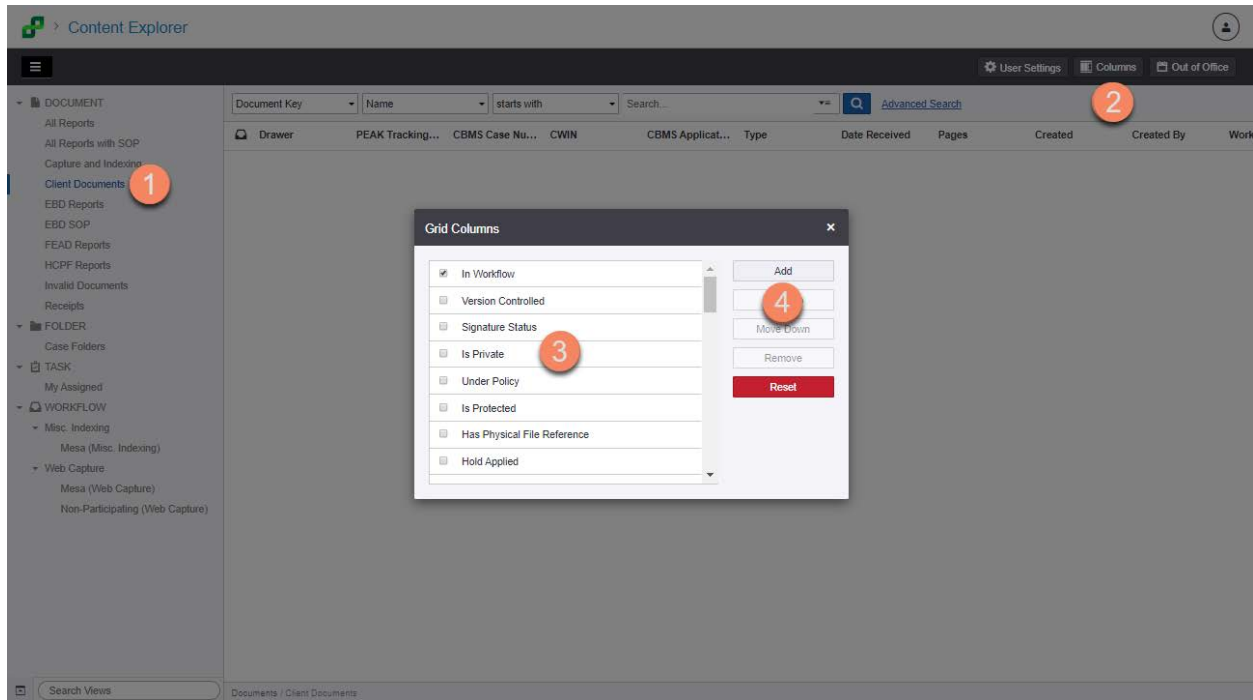 > Content Explorer
User Settings Columns Out of Office
DOCUMENT
All Reports
All Reports with SOP
Capture and Indexing
Client Documents
EBD Reports
EBD SOP
FEAD Reports
HCPF Reports
Invalid Documents
Receipts
FOLDER
Case Folders
TASK
My Assigned
WORKFLOW
Misc. Indexing
Mesa (Misc. Indexing)
Web Capture
Mesa (Web Capture)
Non-Participating (Web Capture)
Search Views
1
Document Key Name starts with Search... Advanced Search
2
Drawer PEAK Tracking... CBMS Case Nu... CWIN CBMS Applicat... Type Date Received Pages Created Created By Work
Grid Columns ×
In Workflow
Version Controlled
Signature Status
Is Private
Under Policy
Is Protected
Has Physical File Reference
Hold Applied
3
Add
4
Move Down
Remove
Reset
Documents / Client Documents